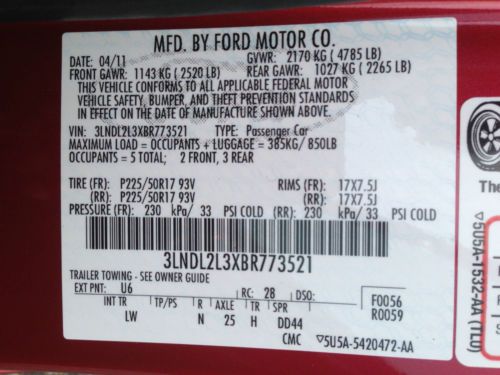 MFD. BY FORD MOTOR CO.
DATE: 04/11 GVWR: 2170 KG ( 4785 LB)
FRONT GAWR: 1143 KG ( 2520 LB) REAR GAWR: 1027 KG ( 2265 LB)
THIS VEHICLE CONFORMS TO ALL APPLICABLE FEDERAL MOTOR
VEHICLE SAFETY, BUMPER, AND THEFT PREVENTION STANDARDS
IN EFFECT ON THE DATE OF MANUFACTURE SHOWN ABOVE.
VIN: 3LNDL2L3XBR773521 TYPE: Passenger Car
MAXIMUM LOAD = OCCUPANTS + LUGGAGE = 385KG/ 850LB
OCCUPANTS = 5 TOTAL; 2 FRONT, 3 REAR
TIRE (FR): P225/50R17 93V RIMS (FR): 17X7.5J
(RR): P225/50R17 93V (RR): 17X7.5J
PRESSURE (FR): 230 kPa/ 33 PSI COLD (RR): 230 kPa/ 33 PSI COLD
3LNDL2L3XBR773521
TRAILER TOWING - SEE OWNER GUIDE
EXT PNT: U6 RC: 28 DSO: F0056
INT TR TP/PS R AXLE TR SPR R0059
LW N 25 H DD44
CMC ▽5U5A-5420472-AA
The
▽5U5A-1532-AA (TLU)